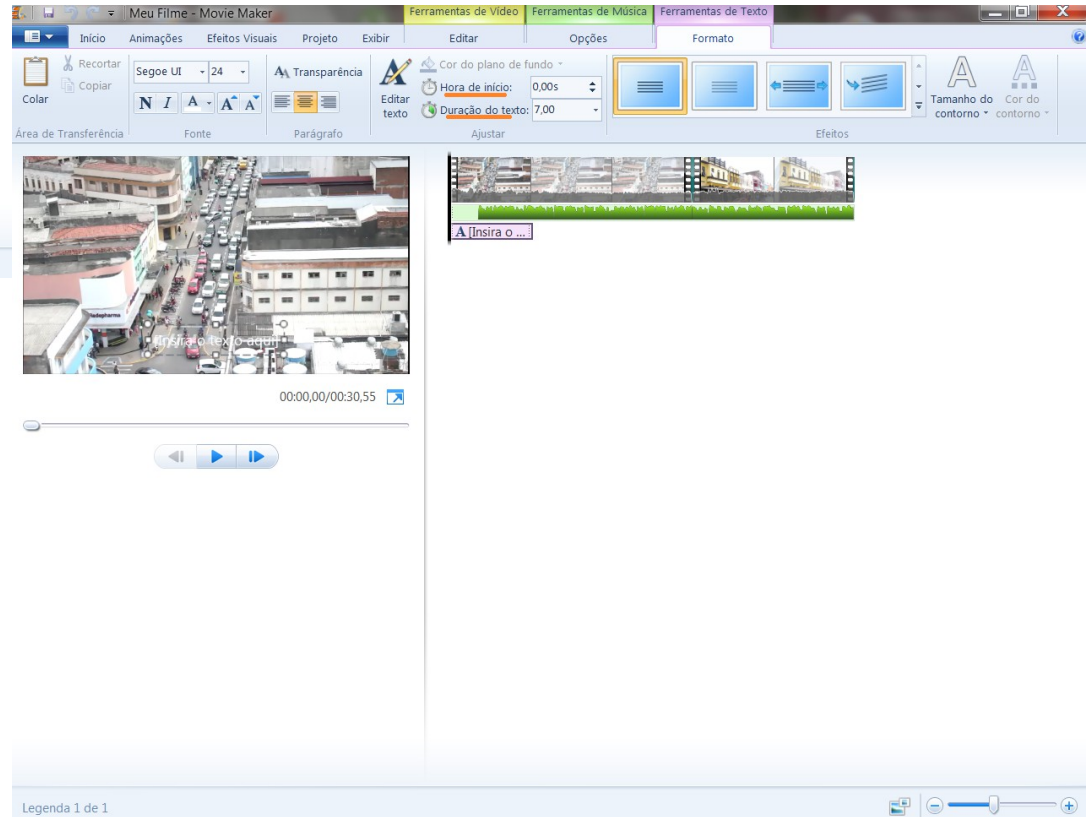 Meu Filme - Movie Maker
Ferramentas de Vídeo
Ferramentas de Música
Ferramentas de Texto
Início
Animações
Efeitos Visuais
Projeto
Exibir
Editar
Opções
Formato
Colar
Recortar
Copiar
Área de Transferência
Segoe UI
24
N I A A A
Fonte
Transparência
Parágrafo
Editar
texto
Cor do plano de fundo
Hora de início: 0,00s
Duração do texto: 7,00
Ajustar
Efeitos
Tamanho do
contorno
Cor do
contorno
[Insira o texto aqui]
00:00,00/00:30,55
A [Insira o ...
Legenda 1 de 1